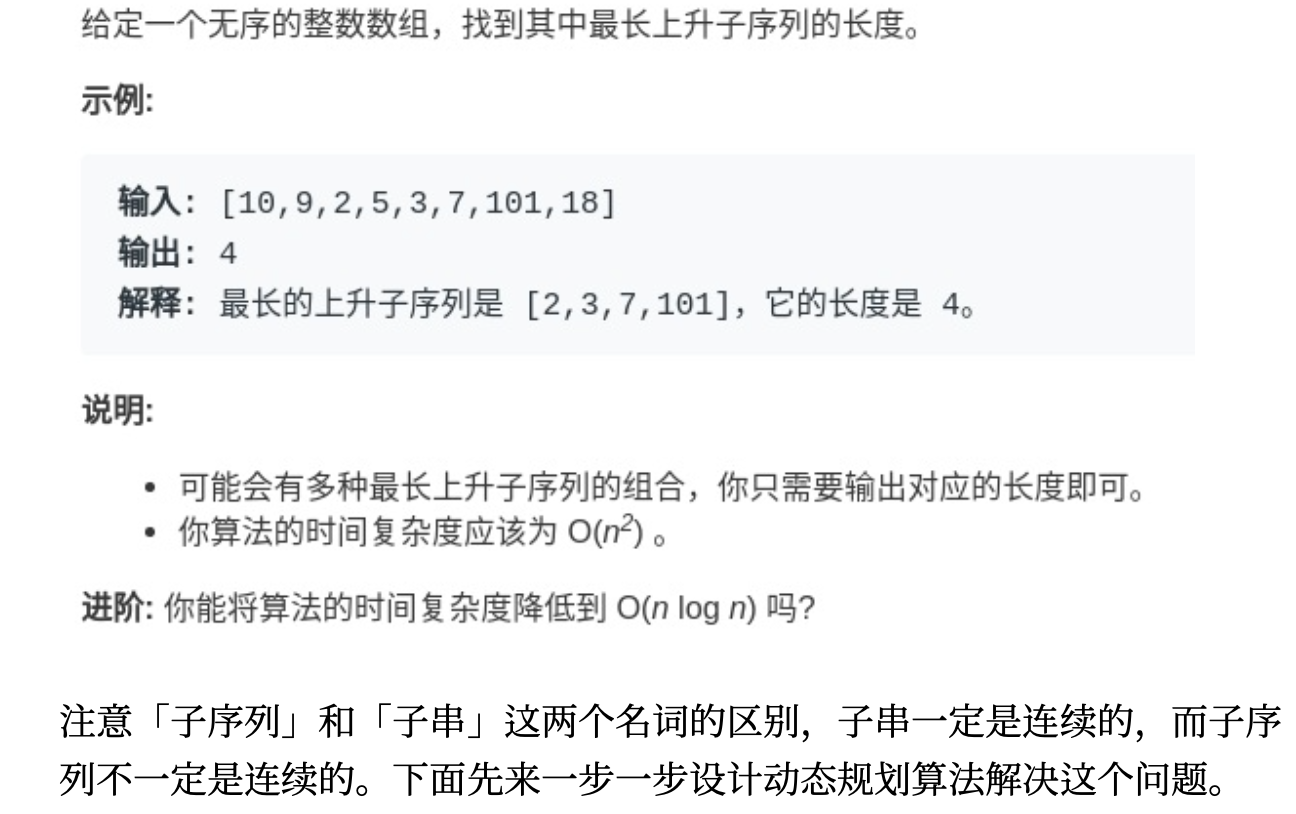 给定一个无序的整数数组，找到其中最长上升子序列的长度。
示例:
输入: [10,9,2,5,3,7,101,18]
输出: 4
解释: 最长的上升子序列是 [2,3,7,101]，它的长度是 4。
说明:
• 可能会有多种最长上升子序列的组合，你只需要输出对应的长度即可。
• 你算法的时间复杂度应该为 O(n²) 。
进阶: 你能将算法的时间复杂度降低到 O(n log n) 吗?
注意「子序列」和「子串」这两个名词的区别，子串一定是连续的，而子序
列不一定是连续的。下面先来一步一步设计动态规划算法解决这个问题。